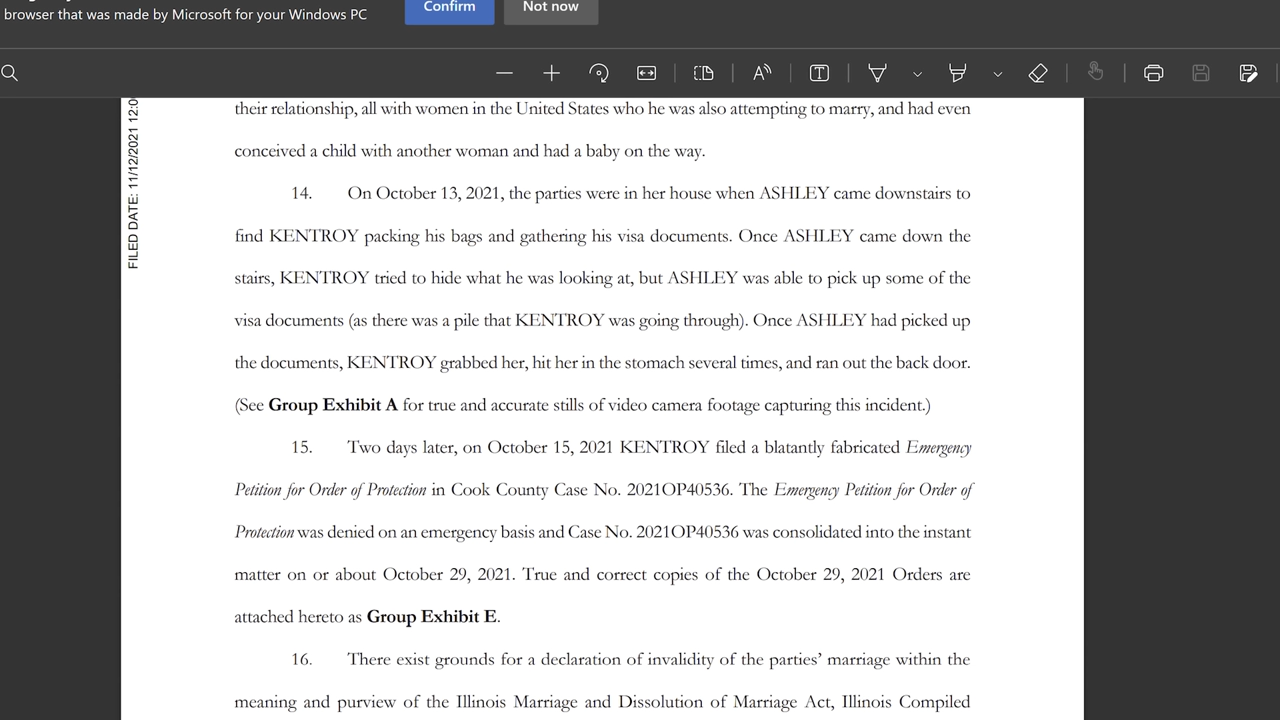 browser that was made by Microsoft for your Windows PC
Confirm
Not now
FILED DATE: 11/12/2021 12:0
their relationship, all with women in the United States who he was also attempting to marry, and had even
conceived a child with another woman and had a baby on the way.
14. On October 13, 2021, the parties were in her house when ASHLEY came downstairs to
find KENTROY packing his bags and gathering his visa documents. Once ASHLEY came down the
stairs, KENTROY tried to hide what he was looking at, but ASHLEY was able to pick up some of the
visa documents (as there was a pile that KENTROY was going through). Once ASHLEY had picked up
the documents, KENTROY grabbed her, hit her in the stomach several times, and ran out the back door.
(See Group Exhibit A for true and accurate stills of video camera footage capturing this incident.)
15. Two days later, on October 15, 2021 KENTROY filed a blatantly fabricated Emergency
Petition for Order of Protection in Cook County Case No. 2021OP40536. The Emergency Petition for Order of
Protection was denied on an emergency basis and Case No. 2021OP40536 was consolidated into the instant
matter on or about October 29, 2021. True and correct copies of the October 29, 2021 Orders are
attached hereto as Group Exhibit E.
16. There exist grounds for a declaration of invalidity of the parties’ marriage within the
meaning and purview of the Illinois Marriage and Dissolution of Marriage Act, Illinois Compiled